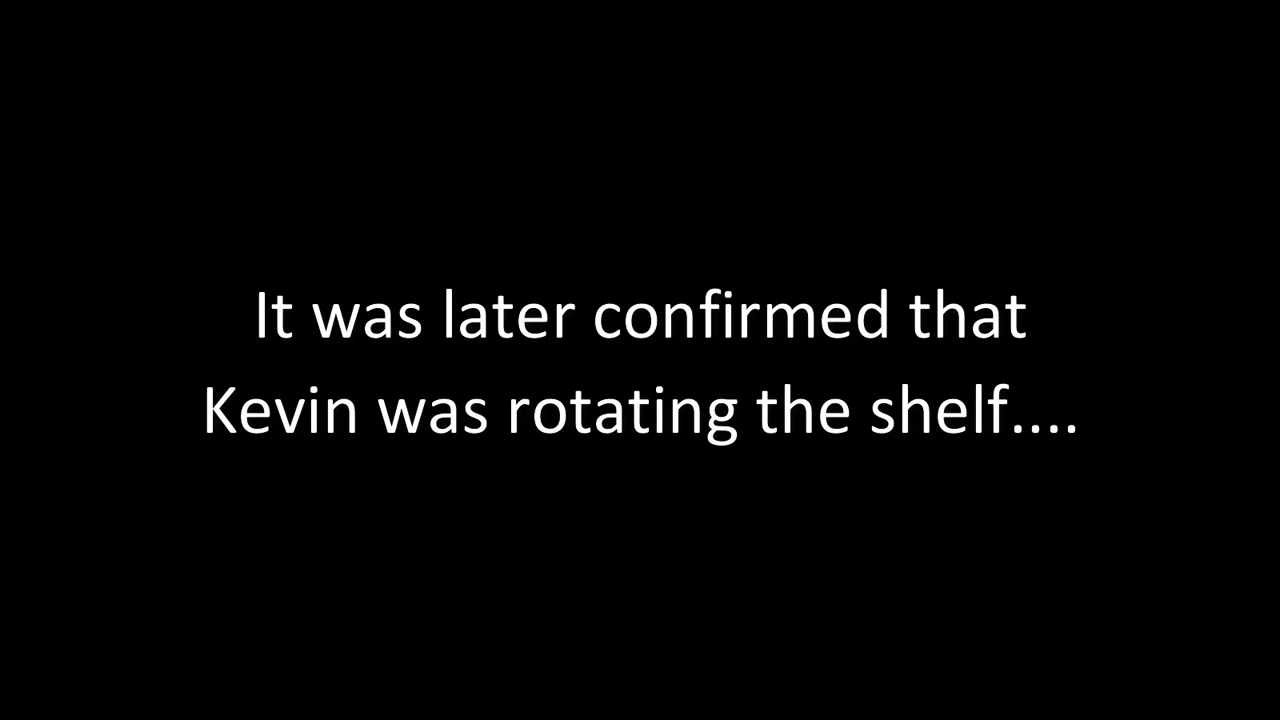 It was later confirmed that
Kevin was rotating the shelf....